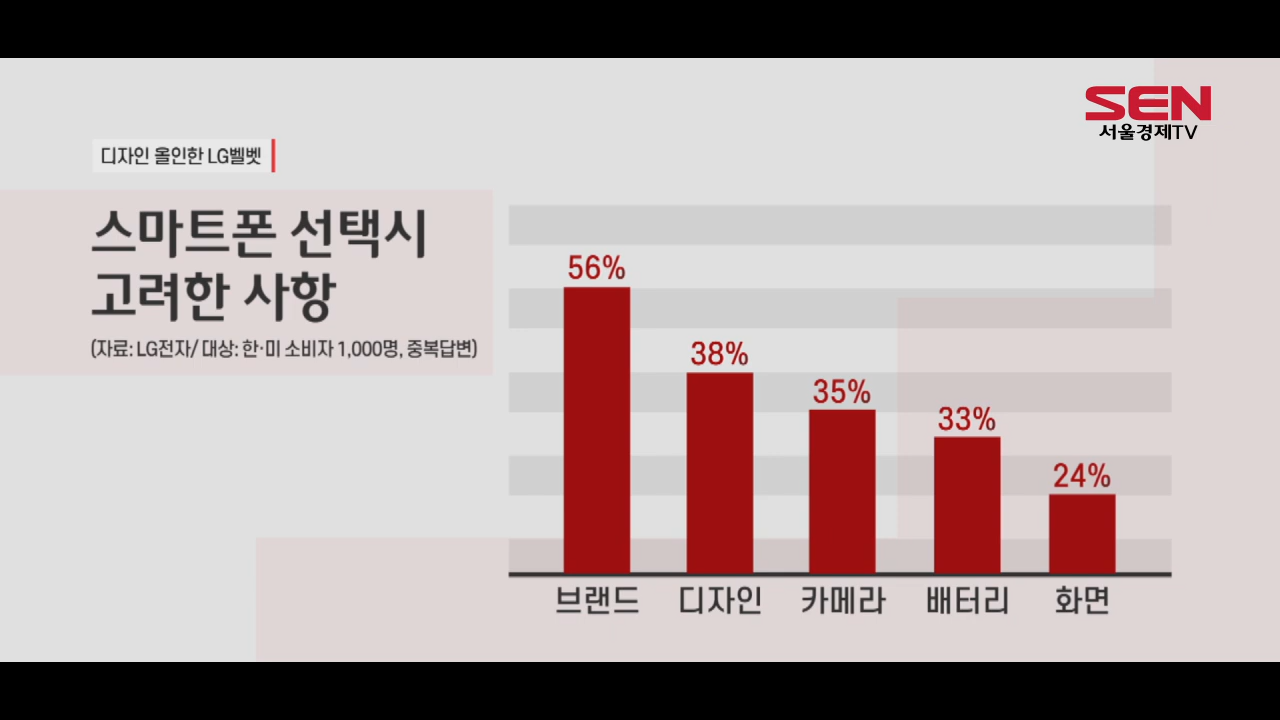 SEN
서울경제TV
디자인 올인한 LG벨벳
스마트폰 선택시
고려한 사항
(자료: LG전자/ 대상: 한·미 소비자 1,000명, 중복답변)
56%
38%
35%
33%
24%
브랜드
디자인
카메라
배터리
화면